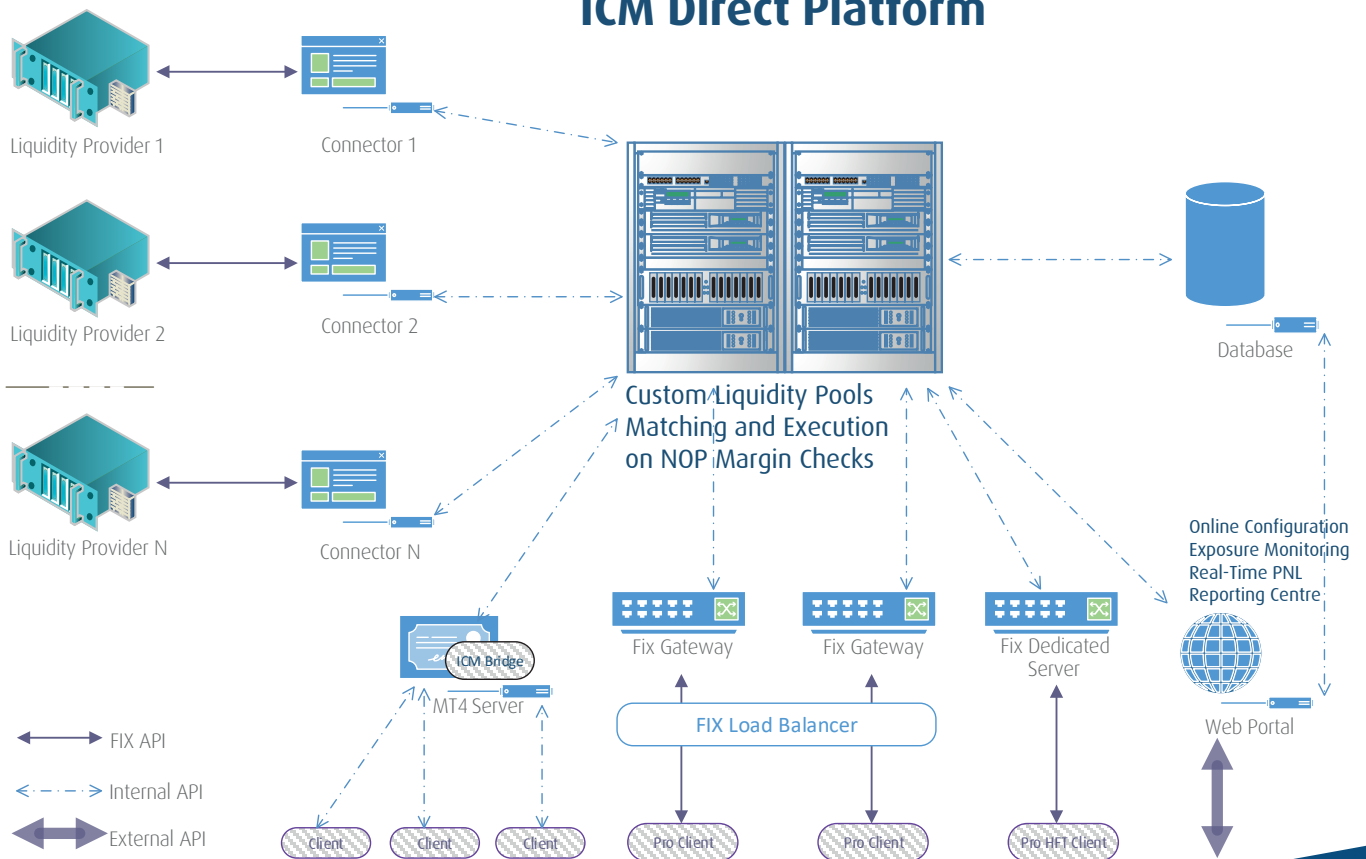 ICM Direct Platform
Liquidity Provider 1
Connector 1
Liquidity Provider 2
Connector 2
Database
Custom Liquidity Pools
Matching and Execution
on NOP Margin Checks
Liquidity Provider N
Connector N
Online Configuration
Exposure Monitoring
Real-Time PNL
Reporting Centre
ICM Bridge
MT4 Server
Fix Gateway
Fix Gateway
Fix Dedicated
Server
FIX Load Balancer
Web Portal
FIX API
Internal API
External API
Client
Client
Client
Pro Client
Pro Client
Pro HFT Client